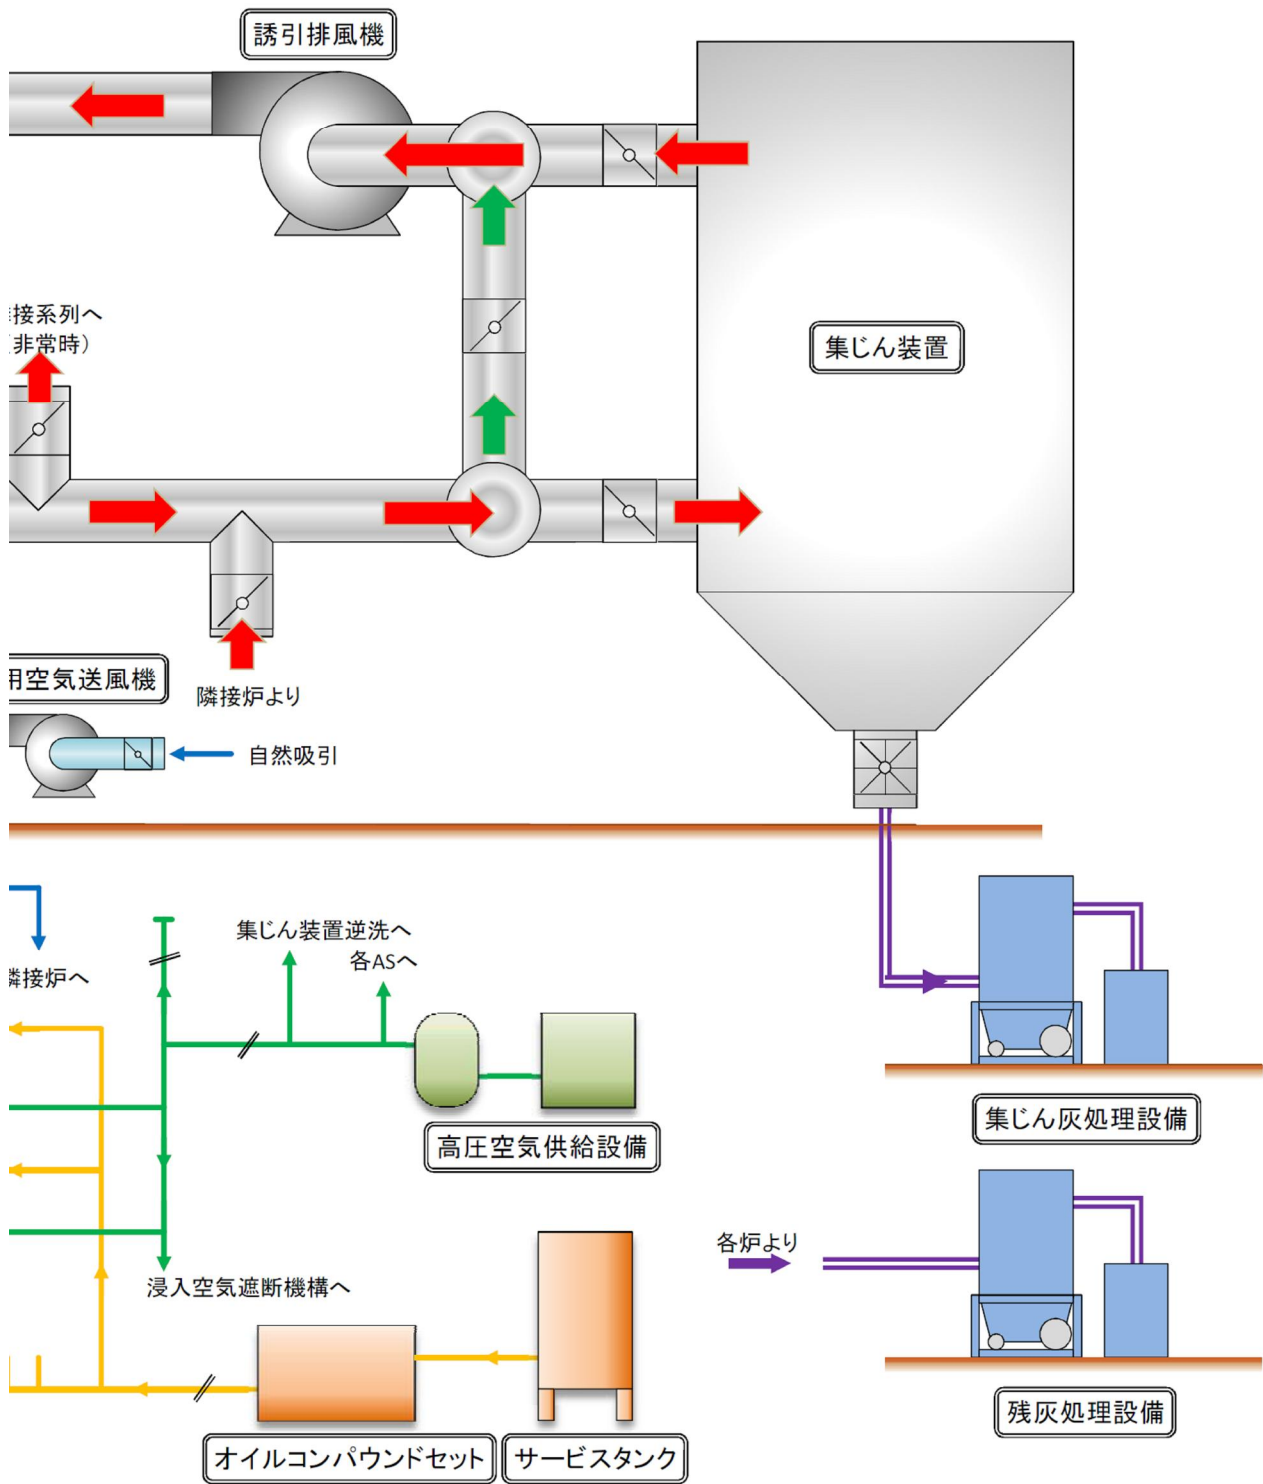 誘引排風機
接系列へ
非常時）
集じん装置
用空気送風機
隣接炉より
自然吸引
集じん装置逆洗へ
各ASへ
隣接炉へ
高圧空気供給設備
集じん灰処理設備
各炉より
浸入空気遮断機構へ
残灰処理設備
オイルコンパウンドセット
サービスタンク